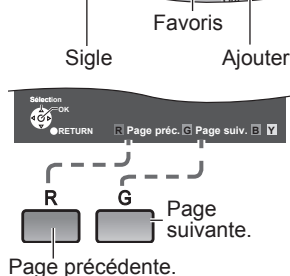 Favoris
Sigle Ajouter
Sélection
OK
RETURN R Page préc. G Page suiv. B Y
R G
Page
suivante.
Page précédente.